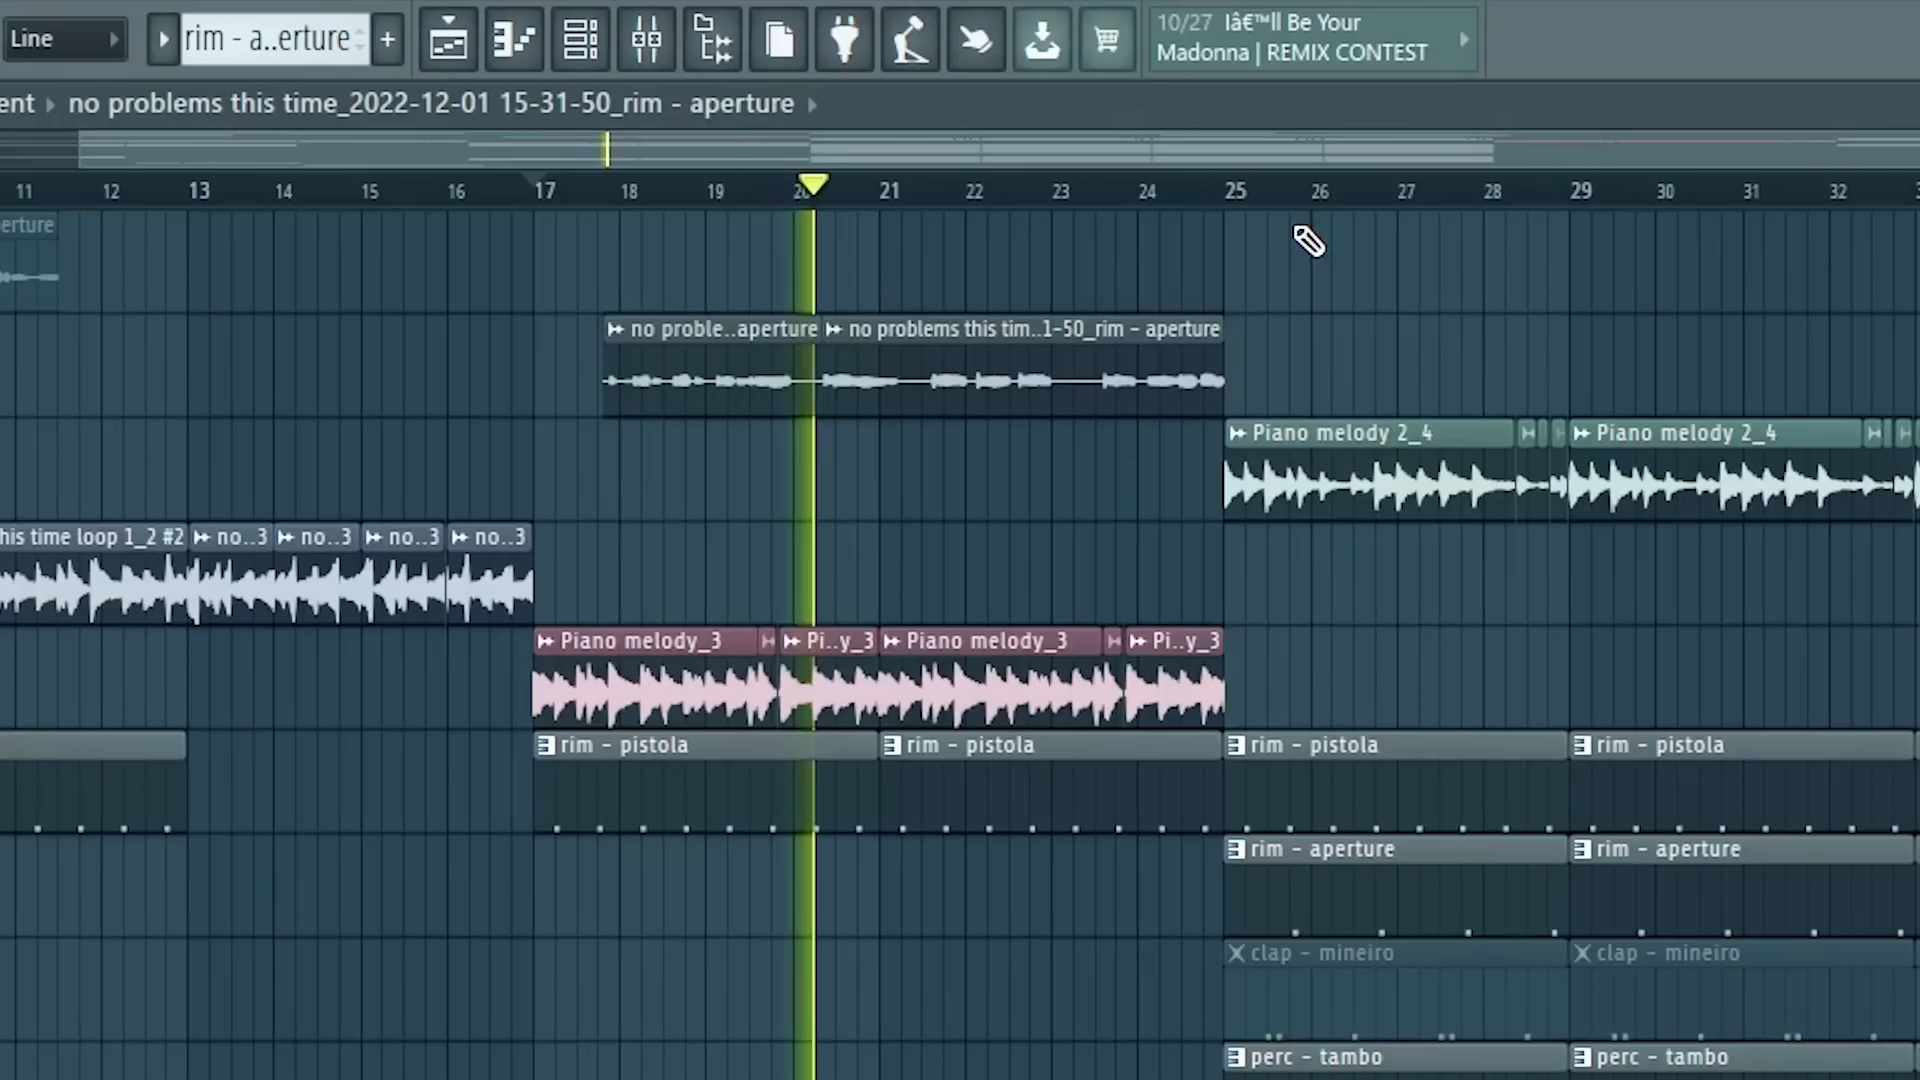 Line
rim - a..erture
10/27 Iâ€™ll Be Your
Madonna | REMIX CONTEST
ent
no problems this time_2022-12-01 15-31-50_rim - aperture
11 12 13 14 15 16 17 18 19 20 21 22 23 24 25 26 27 28 29 30 31 32
erture
no proble..aperture
no problems this tim..1-50_rim - aperture
Piano melody 2_4
Piano melody 2_4
his time loop 1_2 #2
no..3
no..3
no..3
no..3
Piano melody_3
Pi..y_3
Piano melody_3
Pi..y_3
rim - pistola
rim - pistola
rim - pistola
rim - pistola
rim - aperture
rim - aperture
clap - mineiro
clap - mineiro
perc - tambo
perc - tambo